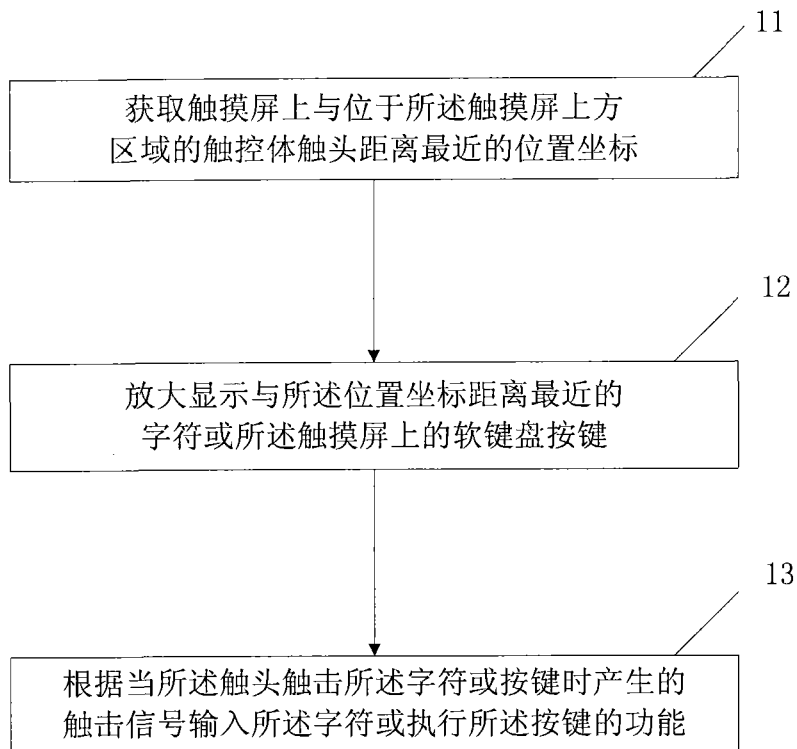 11
获取触摸屏上与位于所述触摸屏上方
区域的触控体触头距离最近的位置坐标
12
放大显示与所述位置坐标距离最近的
字符或所述触摸屏上的软键盘按键
13
根据当所述触头触击所述字符或按键时产生的
触击信号输入所述字符或执行所述按键的功能